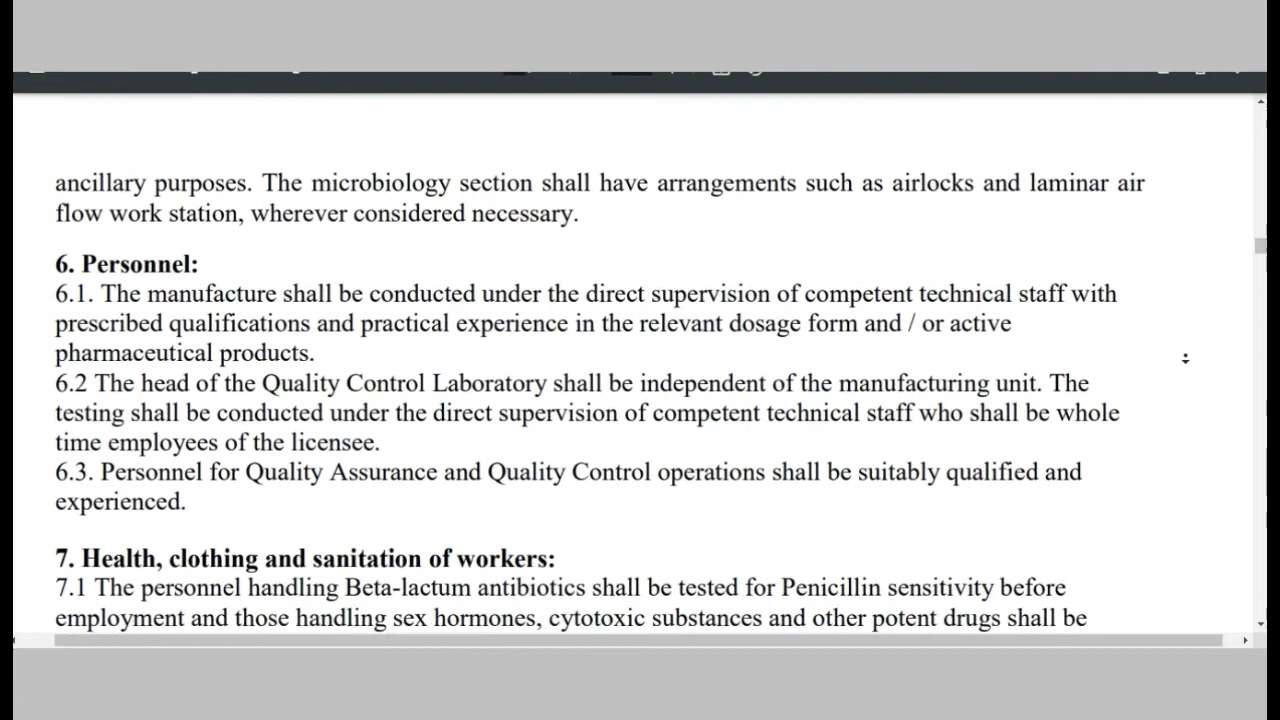 ancillary purposes. The microbiology section shall have arrangements such as airlocks and laminar air
flow work station, wherever considered necessary.
6. Personnel:
6.1. The manufacture shall be conducted under the direct supervision of competent technical staff with
prescribed qualifications and practical experience in the relevant dosage form and / or active
pharmaceutical products.
6.2 The head of the Quality Control Laboratory shall be independent of the manufacturing unit. The
testing shall be conducted under the direct supervision of competent technical staff who shall be whole
time employees of the licensee.
6.3. Personnel for Quality Assurance and Quality Control operations shall be suitably qualified and
experienced.
7. Health, clothing and sanitation of workers:
7.1 The personnel handling Beta-lactum antibiotics shall be tested for Penicillin sensitivity before
employment and those handling sex hormones, cytotoxic substances and other potent drugs shall be